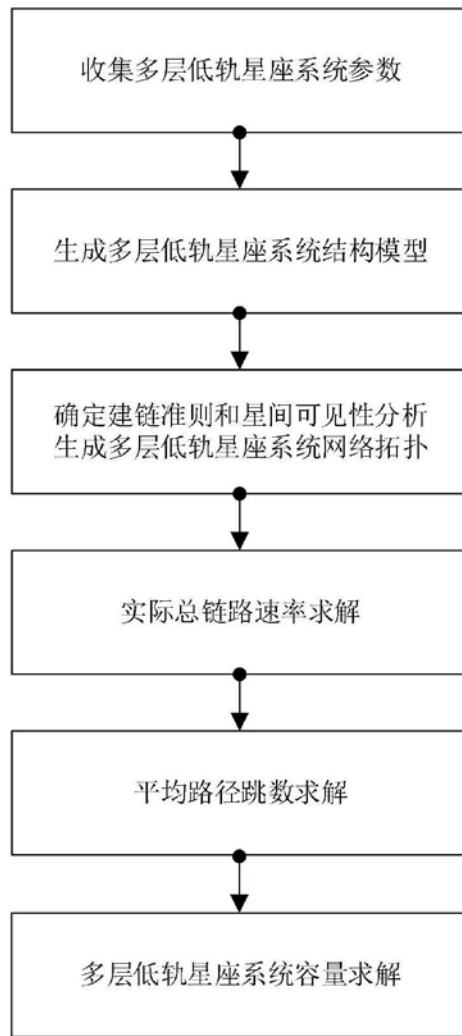 收集多层低轨星座系统参数
生成多层低轨星座系统结构模型
确定建链准则和星间可见性分析
生成多层低轨星座系统网络拓扑
实际总链路速率求解
平均路径跳数求解
多层低轨星座系统容量求解